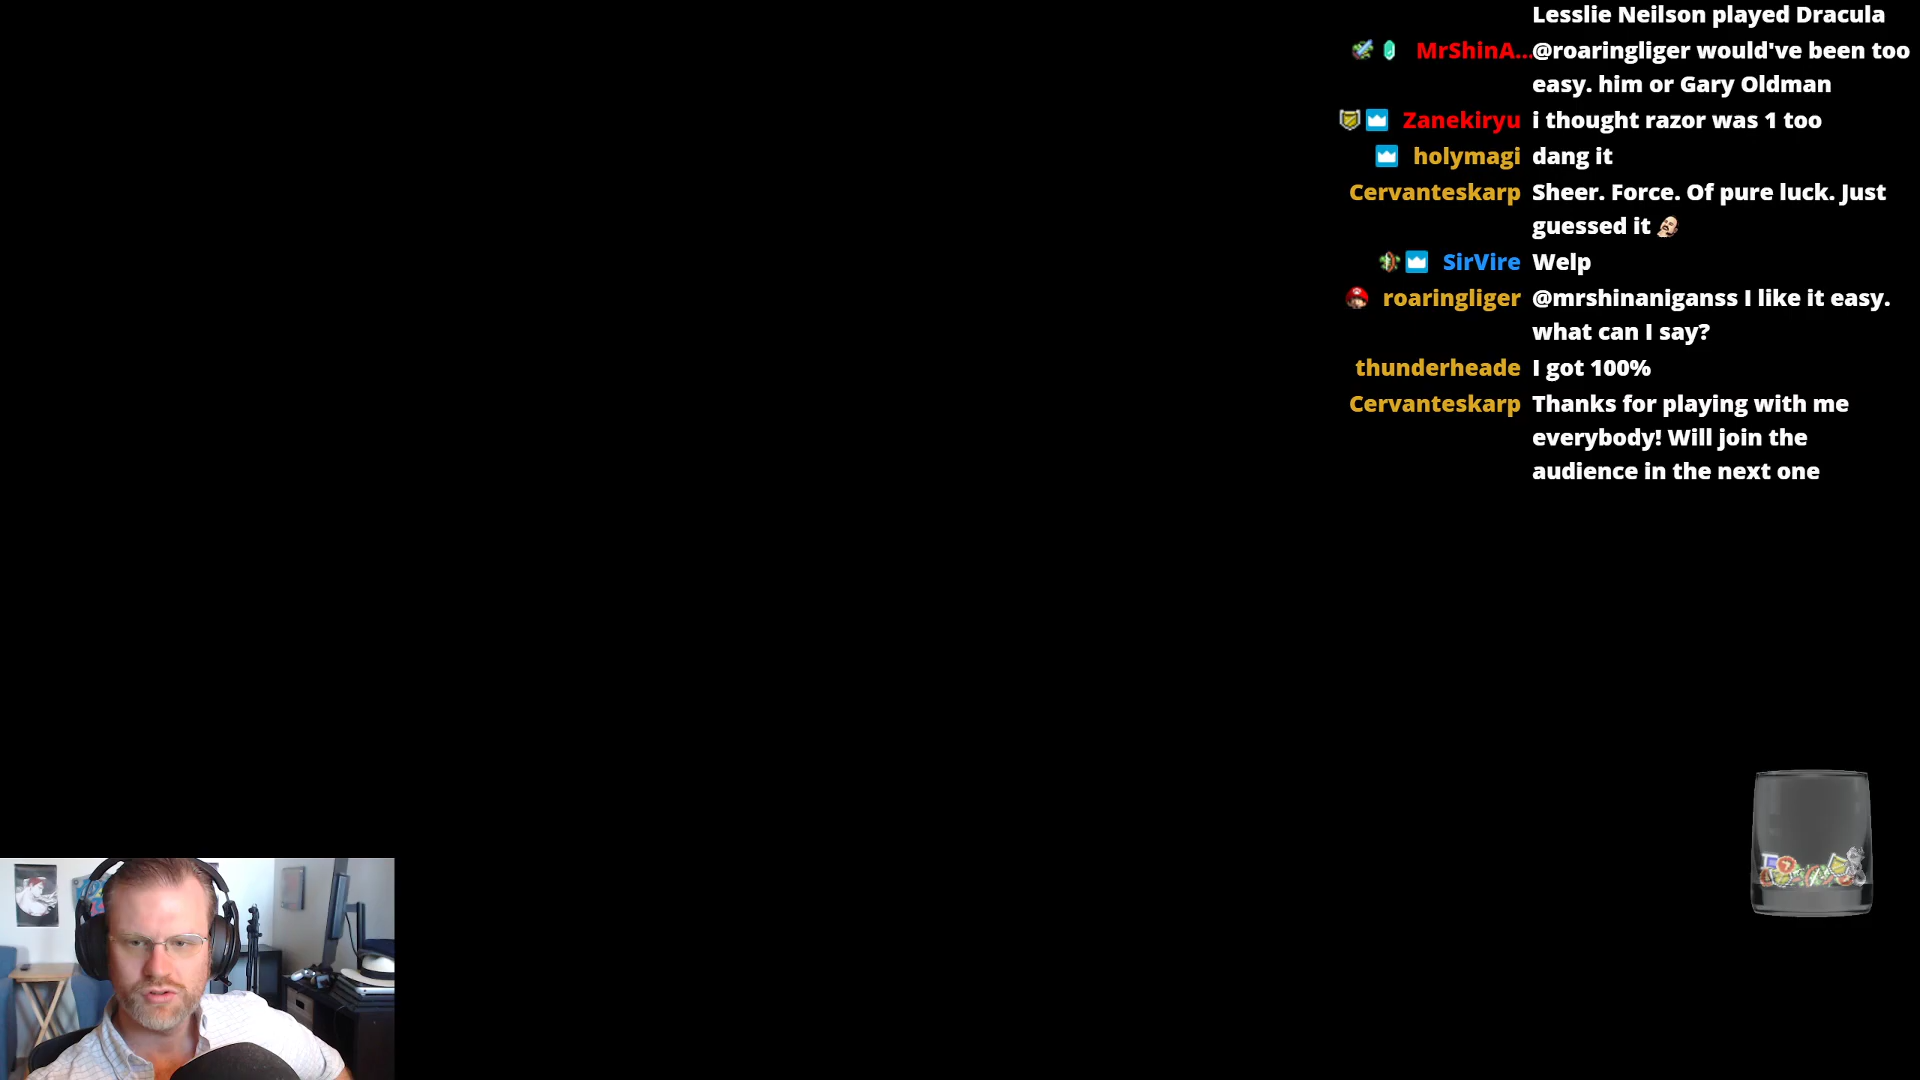 Lesslie Neilson played Dracula
MrShinA... @roaringliger would've been too
easy. him or Gary Oldman
Zanekiryu i thought razor was 1 too
holymagi dang it
Cervanteskarp Sheer. Force. Of pure luck. Just
guessed it
SirVire Welp
roaringliger @mrshinaniganss I like it easy.
what can I say?
thunderheade I got 100%
Cervanteskarp Thanks for playing with me
everybody! Will join the
audience in the next one